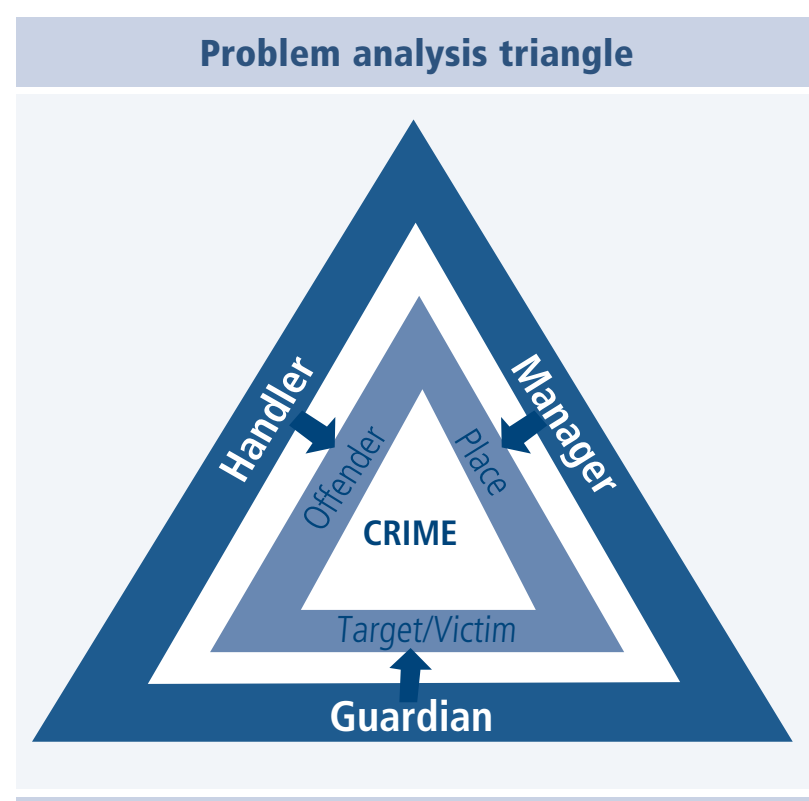 Problem analysis triangle
Handler
Manager
Offender
Place
CRIME
Target/Victim
Guardian